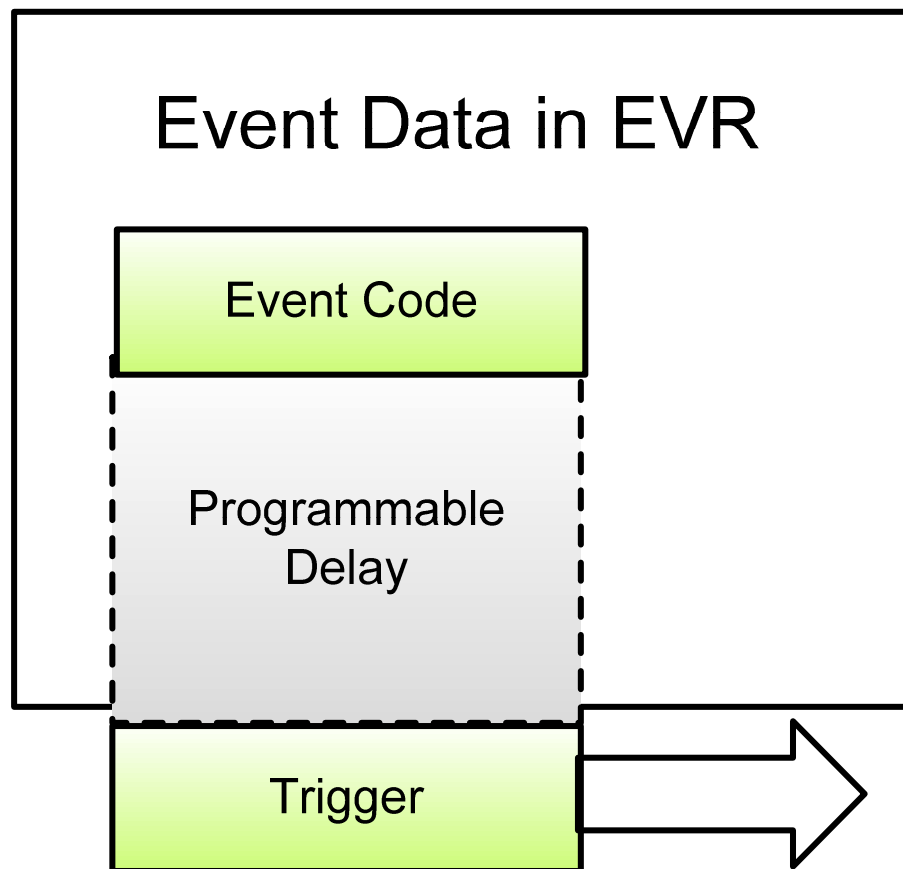 Event Data in EVR
Event Code
Programmable
Delay
Trigger